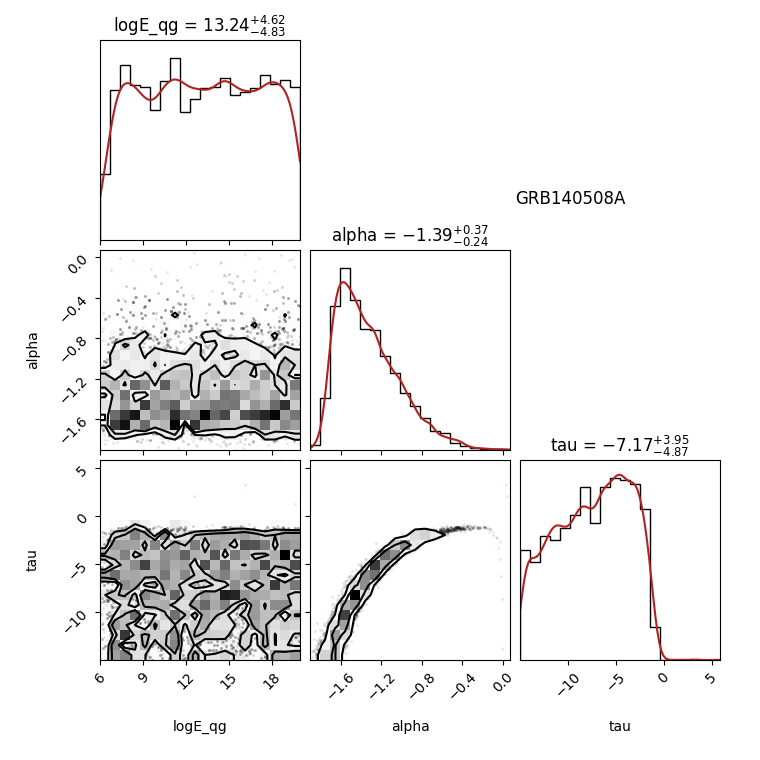 logE_qg = 13.24+4.62−4.83
GRB140508A
alpha = −1.39+0.37−0.24
0.0
−0.4
−0.8
−1.2
−1.6
alpha
tau = −7.17+3.95−4.87
5
0
−5
−10
tau
6 9 12 15 18
−1.6 −1.2 −0.8 −0.4 0.0
−10 −5 0 5
logE_qg alpha tau